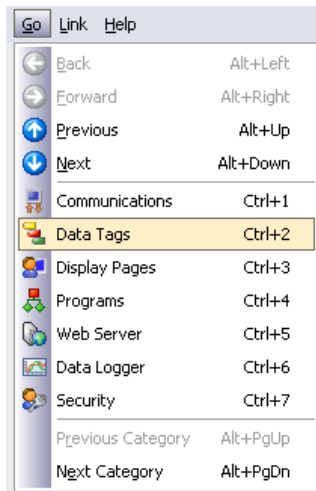 Go Link Help
Back Alt+Left
Forward Alt+Right
Previous Alt+Up
Next Alt+Down
Communications Ctrl+1
Data Tags Ctrl+2
Display Pages Ctrl+3
Programs Ctrl+4
Web Server Ctrl+5
Data Logger Ctrl+6
Security Ctrl+7
Previous Category Alt+PgUp
Next Category Alt+PgDn